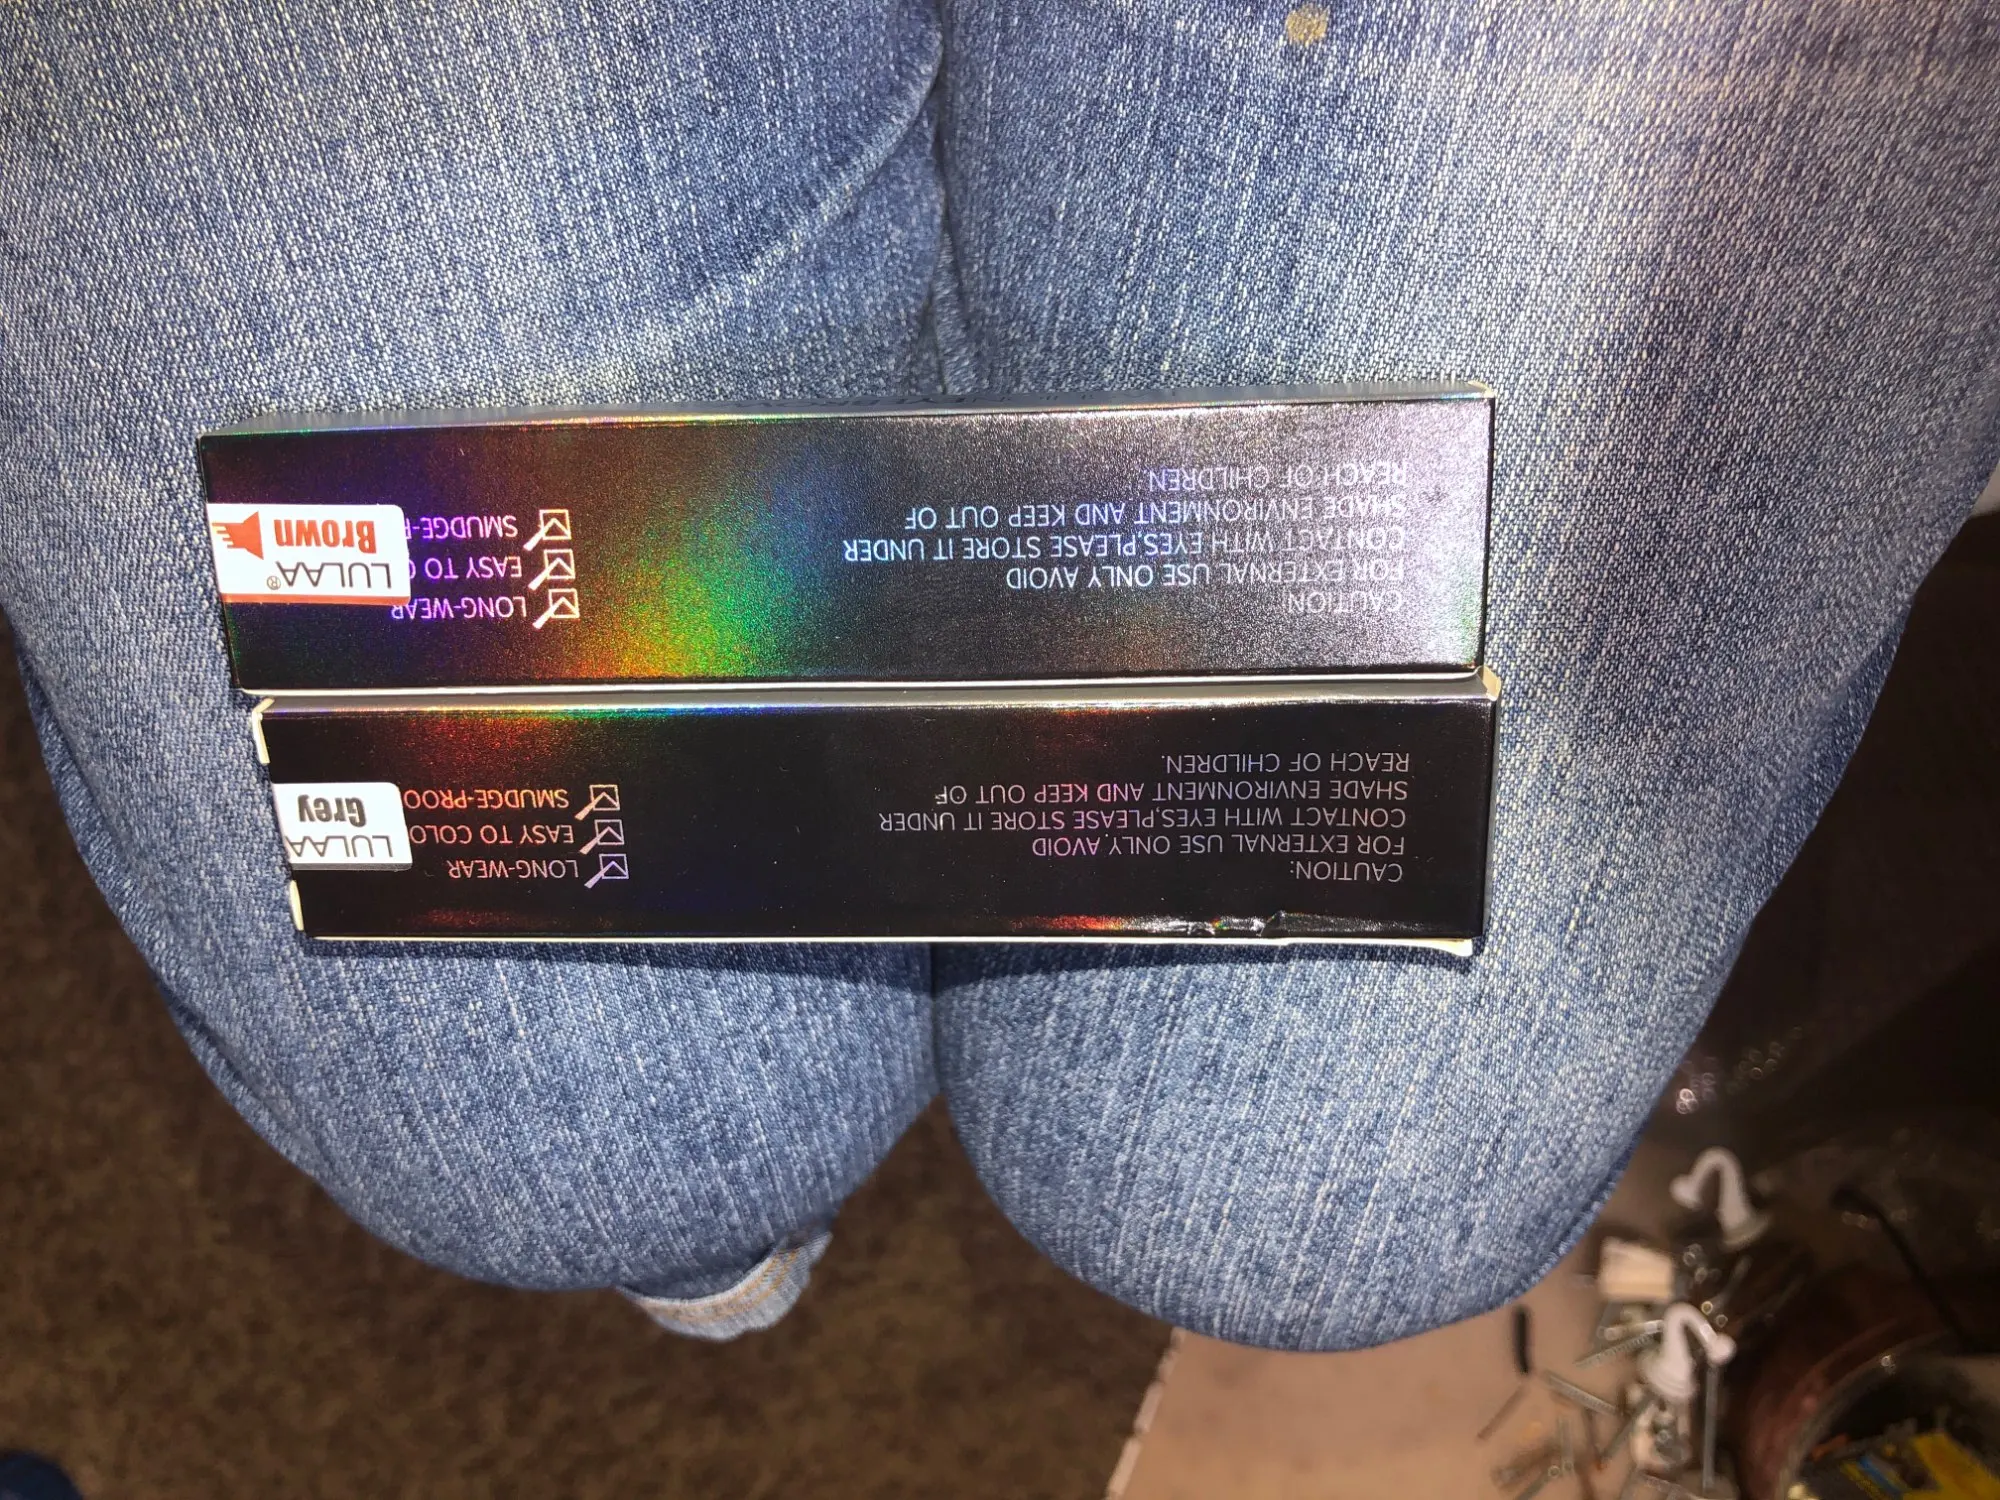 LULAA®
Brown
LONG-WEAR
EASY TO
SMUDGE-
CAUTION
FOR EXTERNAL USE ONLY AVOID
CONTACT WITH EYES,PLEASE STORE IT UNDER
SHADE ENVIRONMENT AND KEEP OUT OF
REACH OF CHILDREN.
LULAA
Grey
LONG-WEAR
EASY TO COLO
SMUDGE-PROO
CAUTION:
FOR EXTERNAL USE ONLY. AVOID
CONTACT WITH EYES,PLEASE STORE IT UNDER
SHADE ENVIRONMENT AND KEEP OUT OF
REACH OF CHILDREN.